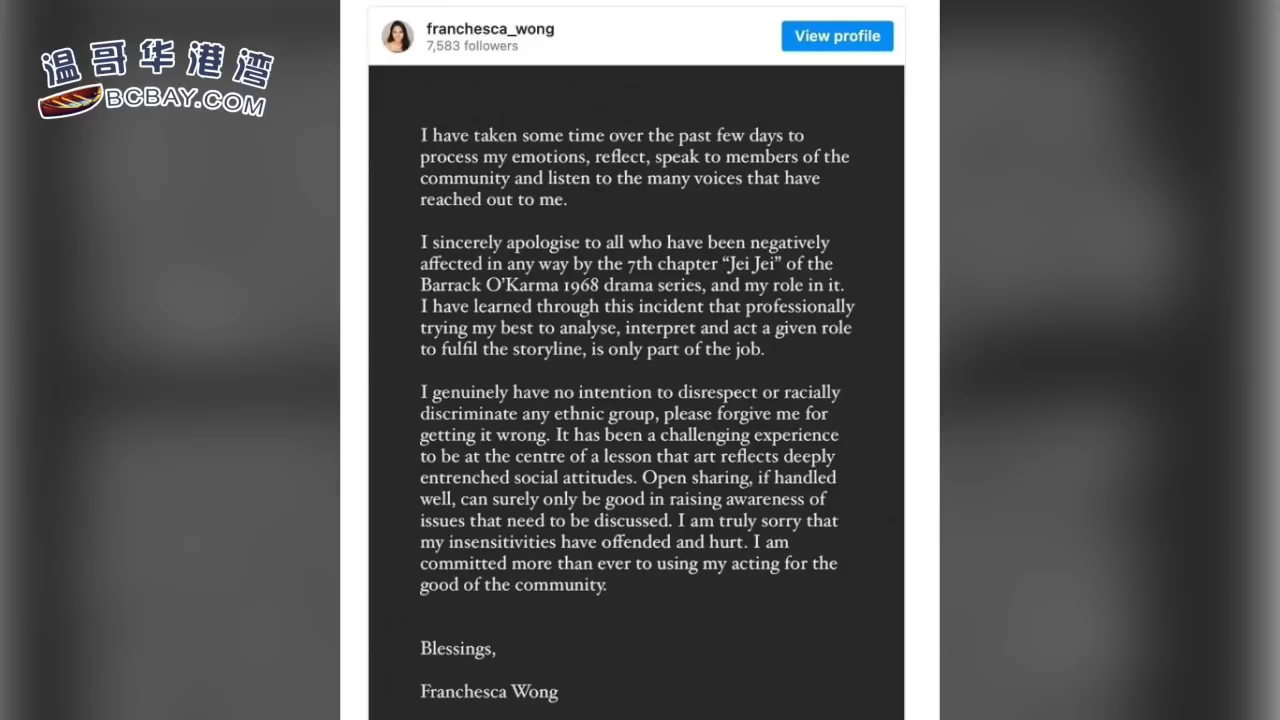 温哥华港湾
BCBAY.COM
franchesca_wong
7,583 followers
View profile
I have taken some time over the past few days to
process my emotions, reflect, speak to members of the
community and listen to the many voices that have
reached out to me.
I sincerely apologise to all who have been negatively
affected in any way by the 7th chapter “Jei Jei” of the
Barrack O’Karma 1968 drama series, and my role in it.
I have learned through this incident that professionally
trying my best to analyse, interpret and act a given role
to fulfil the storyline, is only part of the job.
I genuinely have no intention to disrespect or racially
discriminate any ethnic group, please forgive me for
getting it wrong. It has been a challenging experience
to be at the centre of a lesson that art reflects deeply
entrenched social attitudes. Open sharing, if handled
well, can surely only be good in raising awareness of
issues that need to be discussed. I am truly sorry that
my insensitivities have offended and hurt. I am
committed more than ever to using my acting for the
good of the community.
Blessings,
Franchesca Wong